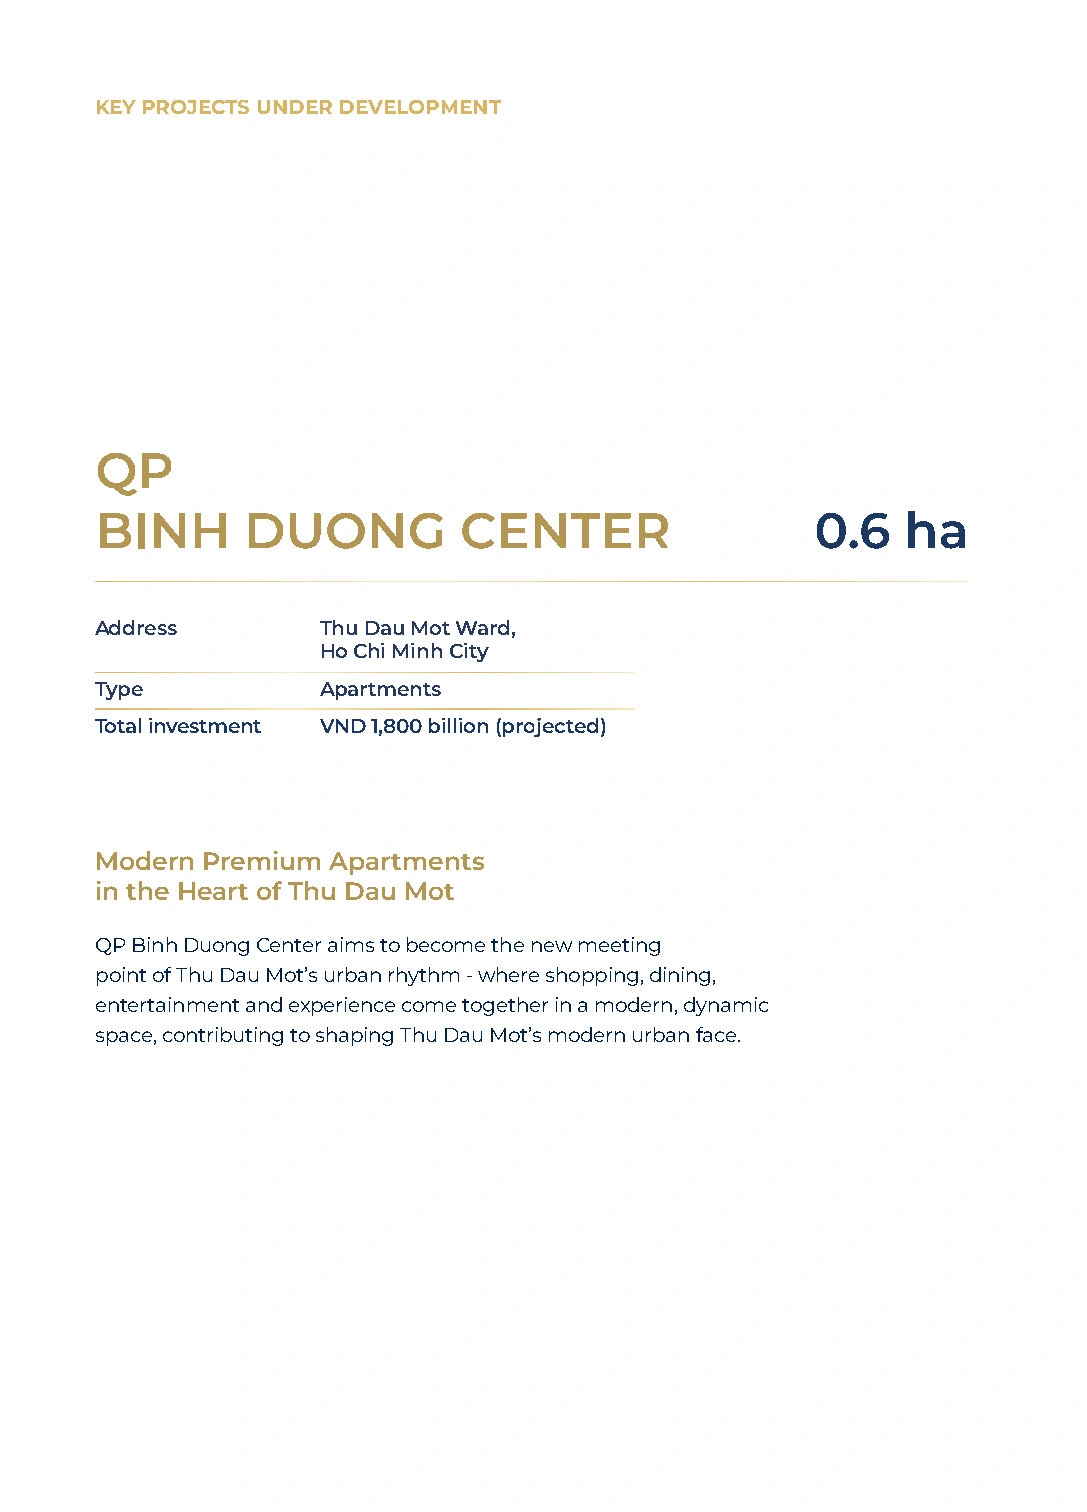 KEY PROJECTS UNDER DEVELOPMENT
QP
BINH DUONG CENTER
0.6 ha
Address
Thu Dau Mot Ward,
Ho Chi Minh City
Type
Apartments
Total investment
VND 1,800 billion (projected)
Modern Premium Apartments
in the Heart of Thu Dau Mot
QP Binh Duong Center aims to become the new meeting
point of Thu Dau Mot’s urban rhythm - where shopping, dining,
entertainment and experience come together in a modern, dynamic
space, contributing to shaping Thu Dau Mot’s modern urban face.